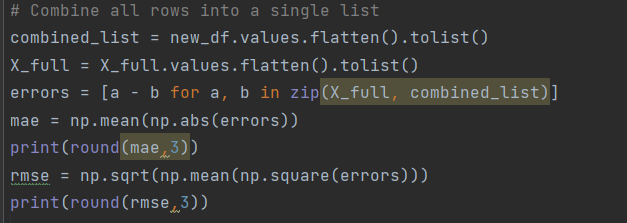 # Combine all rows into a single list
combined_list = new_df.values.flatten().tolist()
X_full = X_full.values.flatten().tolist()
errors = [a - b for a, b in zip(X_full, combined_list)]
mae = np.mean(np.abs(errors))
print(round(mae,3))
rmse = np.sqrt(np.mean(np.square(errors)))
print(round(rmse,3))